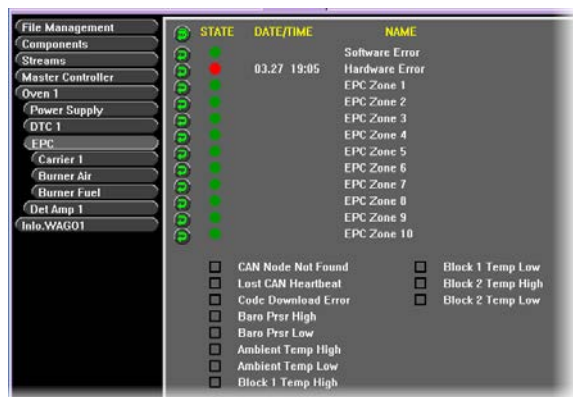 File Management
Components
Streams
Master Controller
Oven 1
Power Supply
DTC 1
EPC
Carrier 1
Burner Air
Burner Fuel
Det Amp 1
Info.WAGO1
STATE DATE/TIME NAME
Software Error
03.27 19:05 Hardware Error
EPC Zone 1
EPC Zone 2
EPC Zone 3
EPC Zone 4
EPC Zone 5
EPC Zone 6
EPC Zone 7
EPC Zone 8
EPC Zone 9
EPC Zone 10
CAN Node Not Found
Lost CAN Heartbeat
Code Download Error
Baro Prsr High
Baro Prsr Low
Ambient Temp High
Ambient Temp Low
Block 1 Temp High
Block 1 Temp Low
Block 2 Temp High
Block 2 Temp Low